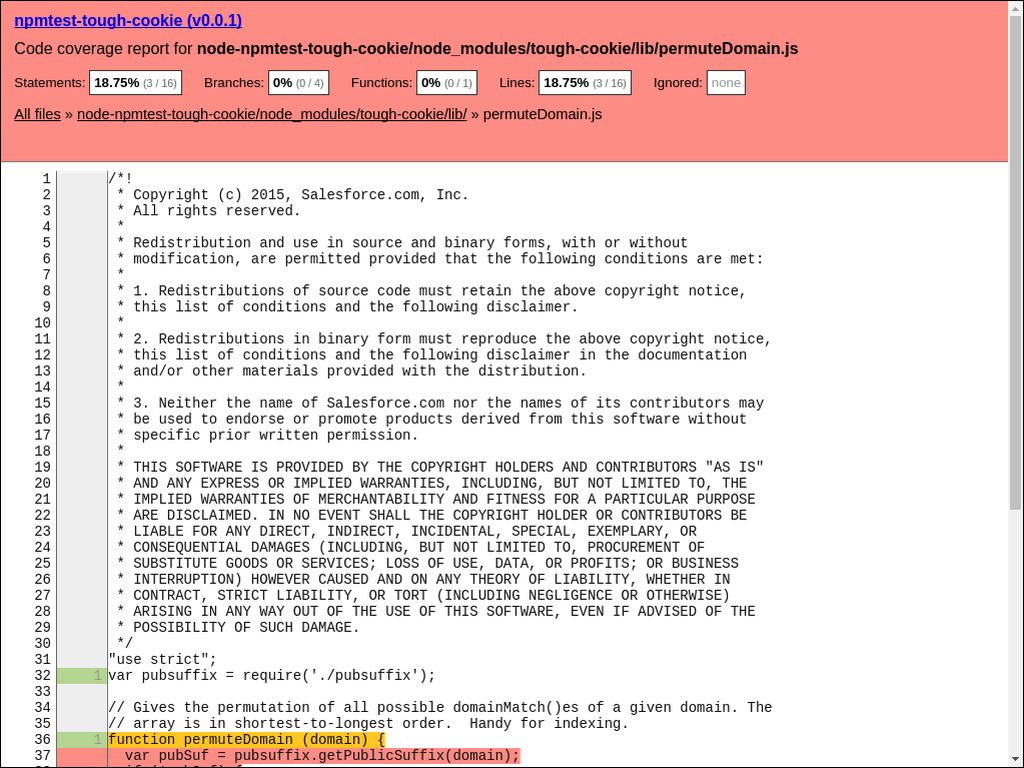 npmtest-tough-cookie (v0.0.1)
Code coverage report for node-npmtest-tough-cookie/node_modules/tough-cookie/lib/permuteDomain.js
Statements: 18.75% (3 / 16) Branches: 0% (0 / 4) Functions: 0% (0 / 1) Lines: 18.75% (3 / 16) Ignored: none
All files » node-npmtest-tough-cookie/node_modules/tough-cookie/lib/ » permuteDomain.js
1 /*!
2  * Copyright (c) 2015, Salesforce.com, Inc.
3  * All rights reserved.
4  *
5  * Redistribution and use in source and binary forms, with or without
6  * modification, are permitted provided that the following conditions are met:
7  *
8  * 1. Redistributions of source code must retain the above copyright notice,
9  * this list of conditions and the following disclaimer.
10  *
11  * 2. Redistributions in binary form must reproduce the above copyright notice,
12  * this list of conditions and the following disclaimer in the documentation
13  * and/or other materials provided with the distribution.
14  *
15  * 3. Neither the name of Salesforce.com nor the names of its contributors may
16  * be used to endorse or promote products derived from this software without
17  * specific prior written permission.
18  *
19  * THIS SOFTWARE IS PROVIDED BY THE COPYRIGHT HOLDERS AND CONTRIBUTORS "AS IS"
20  * AND ANY EXPRESS OR IMPLIED WARRANTIES, INCLUDING, BUT NOT LIMITED TO, THE
21  * IMPLIED WARRANTIES OF MERCHANTABILITY AND FITNESS FOR A PARTICULAR PURPOSE
22  * ARE DISCLAIMED. IN NO EVENT SHALL THE COPYRIGHT HOLDER OR CONTRIBUTORS BE
23  * LIABLE FOR ANY DIRECT, INDIRECT, INCIDENTAL, SPECIAL, EXEMPLARY, OR
24  * CONSEQUENTIAL DAMAGES (INCLUDING, BUT NOT LIMITED TO, PROCUREMENT OF
25  * SUBSTITUTE GOODS OR SERVICES; LOSS OF USE, DATA, OR PROFITS; OR BUSINESS
26  * INTERRUPTION) HOWEVER CAUSED AND ON ANY THEORY OF LIABILITY, WHETHER IN
27  * CONTRACT, STRICT LIABILITY, OR TORT (INCLUDING NEGLIGENCE OR OTHERWISE)
28  * ARISING IN ANY WAY OUT OF THE USE OF THIS SOFTWARE, EVEN IF ADVISED OF THE
29  * POSSIBILITY OF SUCH DAMAGE.
30  */
31 "use strict";
32 1 var pubsuffix = require('./pubsuffix');
33
34 // Gives the permutation of all possible domainMatch()es of a given domain. The
35 // array is in shortest-to-longest order.  Handy for indexing.
36 1 function permuteDomain (domain) {
37   var pubSuf = pubsuffix.getPublicSuffix(domain);